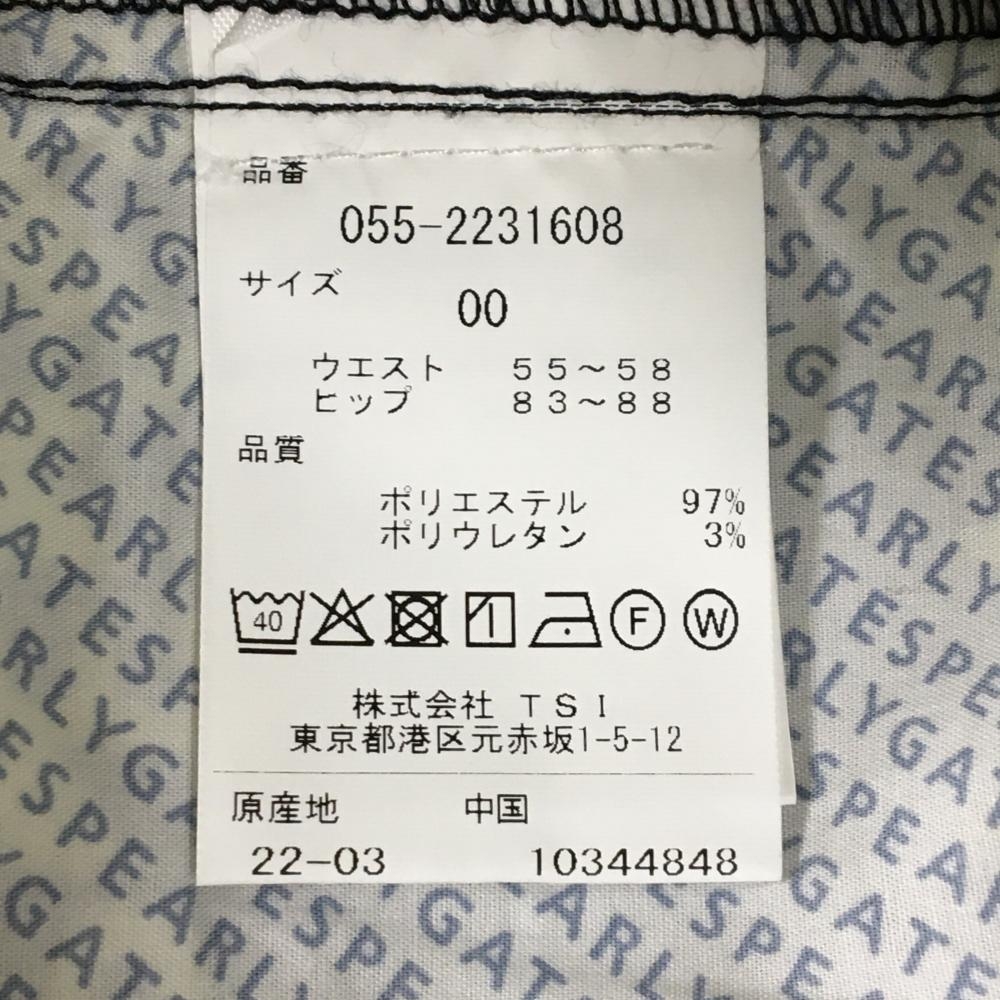 品番
055-2231608
サイズ
00
ウエスト 55～58
ヒップ 83～88
品質
ポリエステル 97%
ポリウレタン 3%
40 F W
株式会社 TSI
東京都港区元赤坂1-5-12
原産地 中国
22-03 10344848
PEARLYGATES